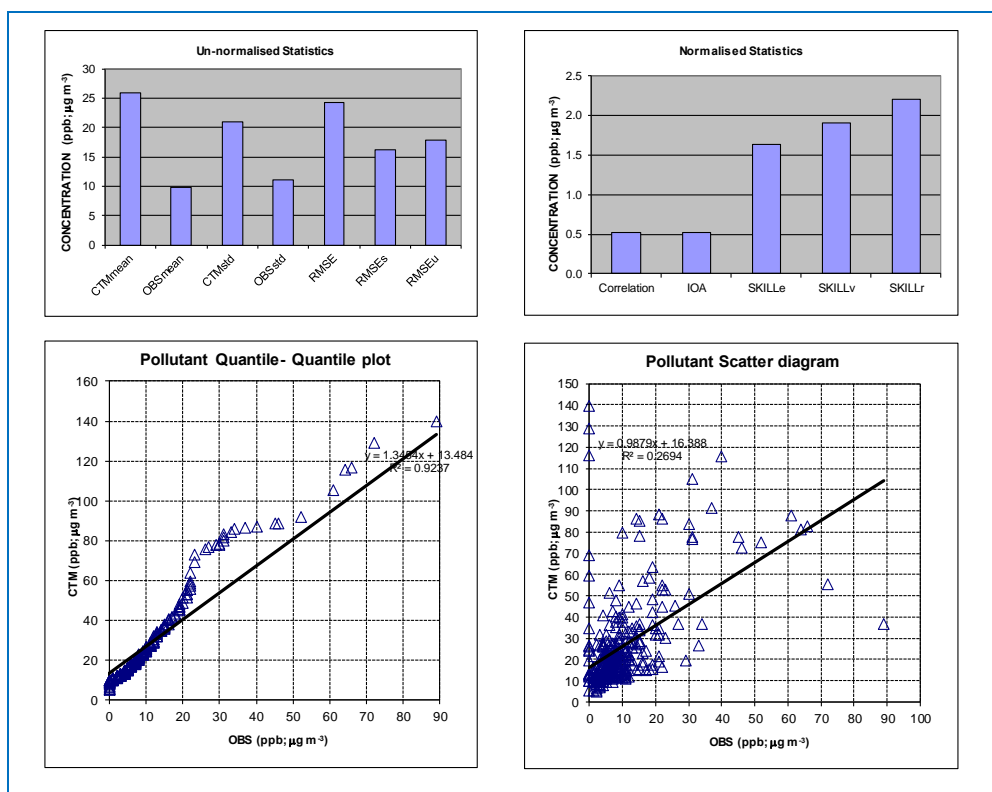 Un-normalised Statistics
30
25
20
15
10
5
0
CONCENTRATION (ppb; µg m-3)
CTMmean
OBSmean
CTMstd
OBSstd
RMSE
RMSEs
RMSEu
Normalised Statistics
2.5
2.0
1.5
1.0
0.5
0.0
CONCENTRATION (ppb; µg m-3)
Correlation IOA SKILLe SKILLv SKILLr
Pollutant Quantile- Quantile plot
160
140
120
100
80
60
40
20
0
CTM (ppb; µg m-3)
R² = 0.9237
0 10 20 30 40 50 60 70 80 90
OBS (ppb; µg m-3)
Pollutant Scatter diagram
150
140
130
120
110
100
90
80
70
60
50
40
30
20
10
0
CTM (ppb; µg m-3)
y = 0.9879x + 16.388
R² = 0.2694
0 10 20 30 40 50 60 70 80 90 100
OBS (ppb; µg m-3)